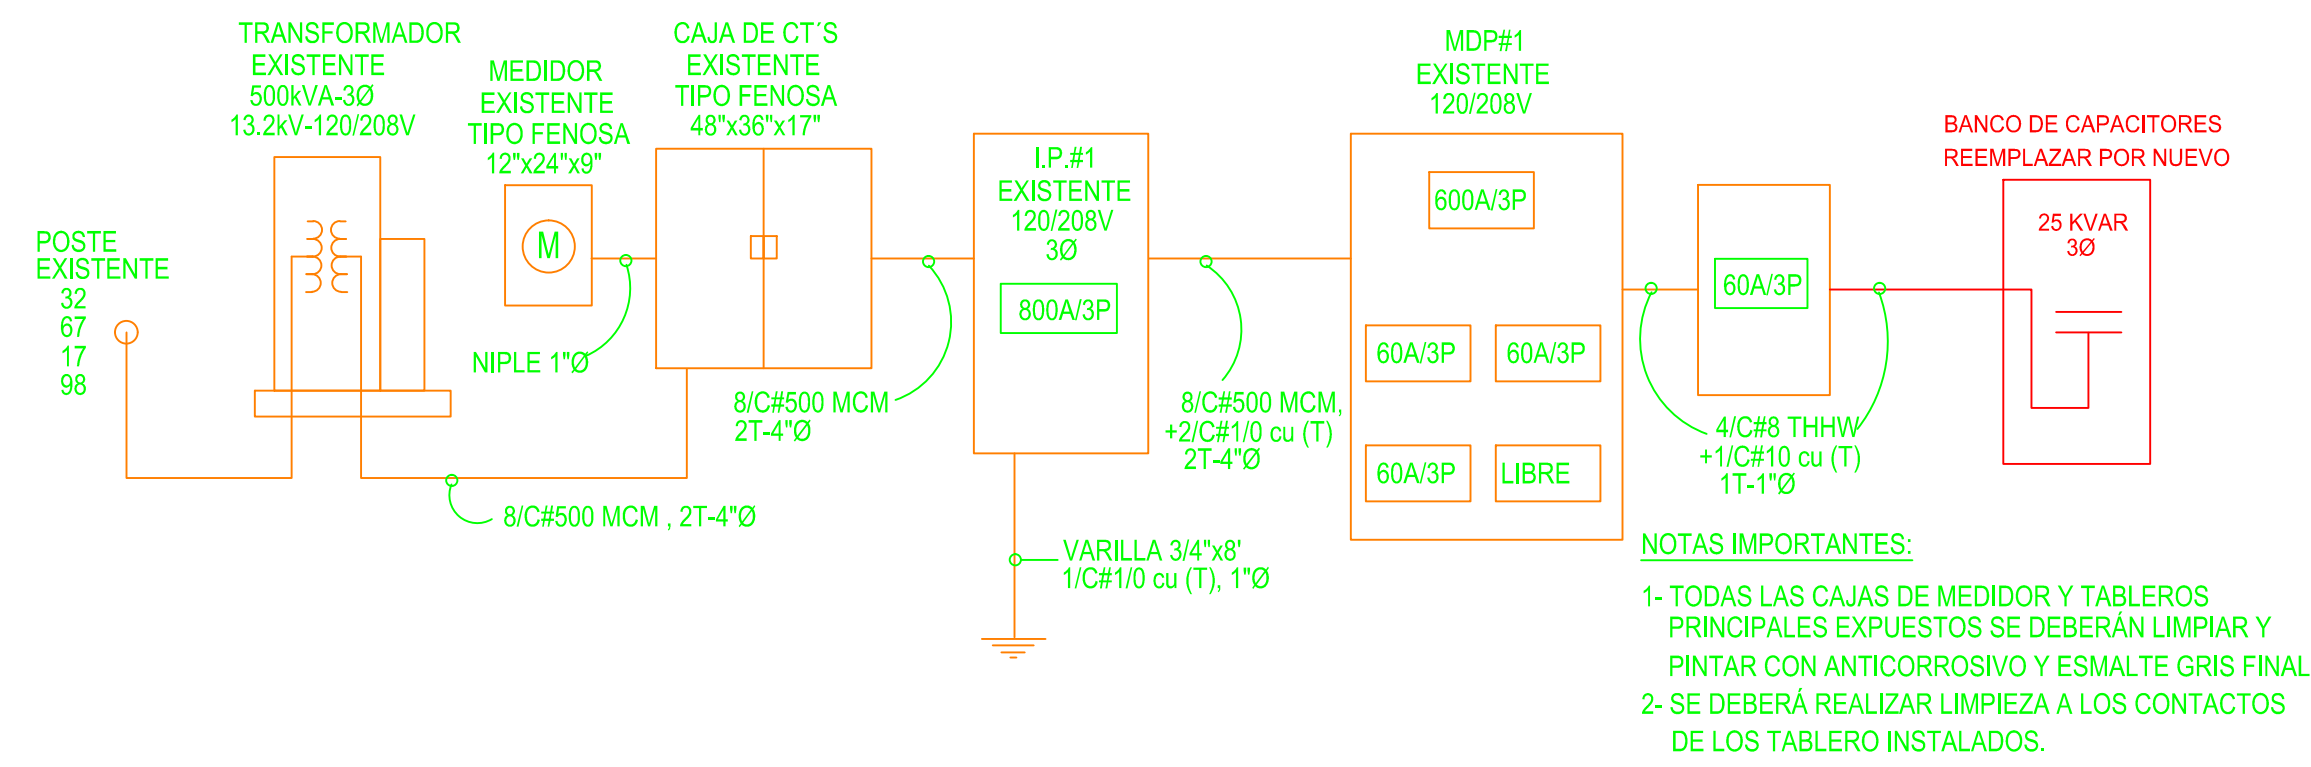 POSTE
EXISTENTE
32
67
17
98
TRANSFORMADOR
EXISTENTE
500kVA-3Ø
13.2kV-120/208V
MEDIDOR
EXISTENTE
TIPO FENOSA
12"x24"x9"
M
NIPLE 1"Ø
CAJA DE CT´S
EXISTENTE
TIPO FENOSA
48"x36"x17"
8/C#500 MCM , 2T-4"Ø
8/C#500 MCM
2T-4"Ø
I.P.#1
EXISTENTE
120/208V
3Ø
800A/3P
VARILLA 3/4"x8'
1/C#1/0 cu (T), 1"Ø
8/C#500 MCM,
+2/C#1/0 cu (T)
2T-4"Ø
MDP#1
EXISTENTE
120/208V
600A/3P
60A/3P
60A/3P
60A/3P
LIBRE
60A/3P
4/C#8 THHW
+1/C#10 cu (T)
1T-1"Ø
BANCO DE CAPACITORES
REEMPLAZAR POR NUEVO
25 KVAR
3Ø
NOTAS IMPORTANTES:
1- TODAS LAS CAJAS DE MEDIDOR Y TABLEROS
PRINCIPALES EXPUESTOS SE DEBERÁN LIMPIAR Y
PINTAR CON ANTICORROSIVO Y ESMALTE GRIS FINAL
2- SE DEBERÁ REALIZAR LIMPIEZA A LOS CONTACTOS
DE LOS TABLERO INSTALADOS.